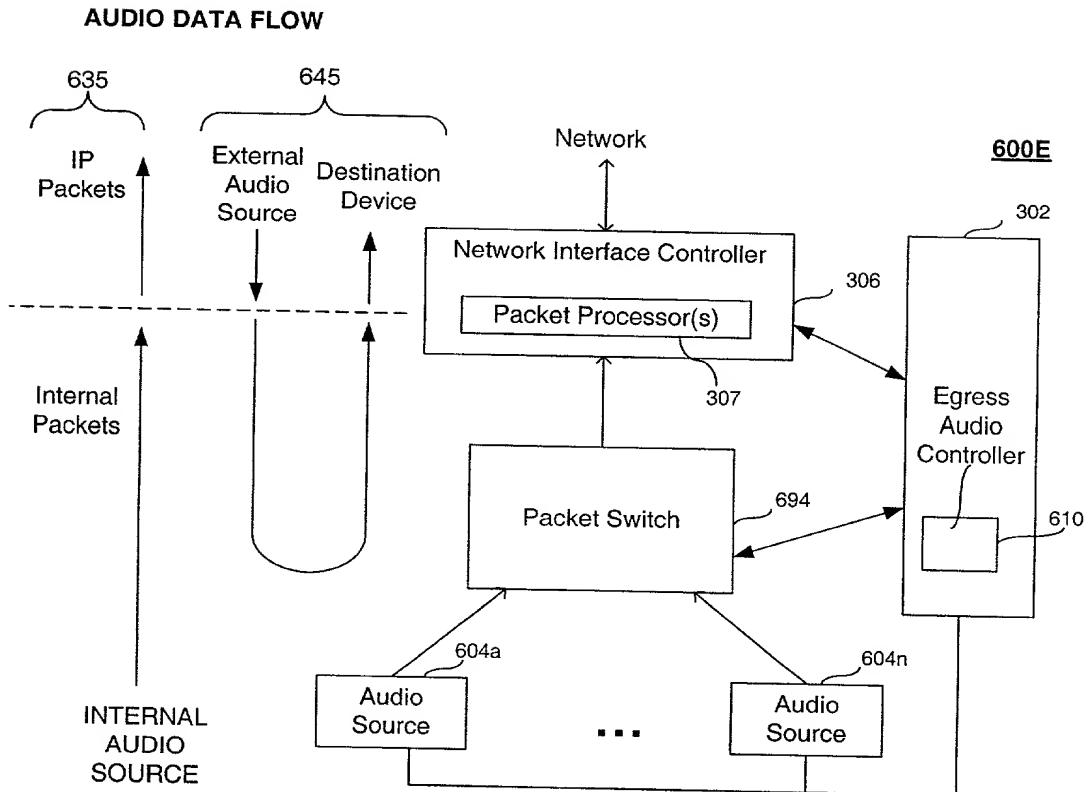 AUDIO DATA FLOW
635
645
IP
Packets
External
Audio
Source
Destination
Device
Network
600E
302
Network Interface Controller
306
Packet Processor(s)
307
Internal
Packets
Egress
Audio
Controller
Packet Switch
694
610
604a
604n
Audio
Source
...
Audio
Source
INTERNAL
AUDIO
SOURCE